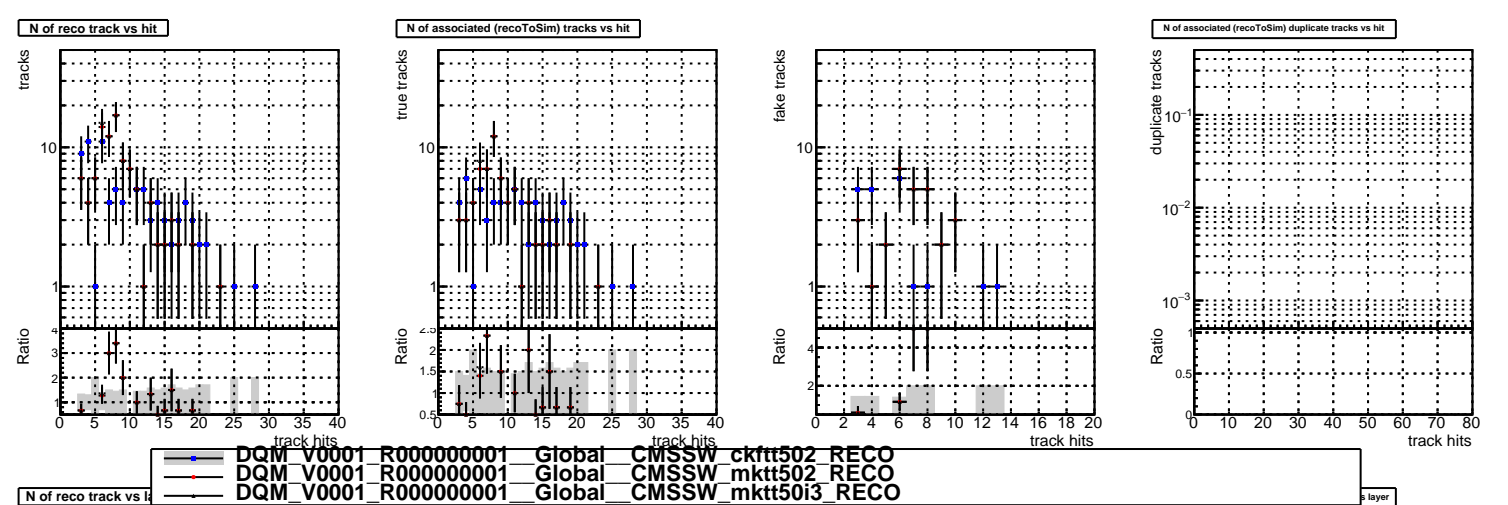 N of reco track vs hit
N of associated (recoToSim) tracks vs hit
N of associated (recoToSim) duplicate tracks vs hit
tracks
10
1
Ratio
4
3
2
1
0 5 10 15 20 25 30 35 40
track hits
true tracks
10
1
Ratio
2.5
2
1.5
1
0.5
0 5 10 15 20 25 30 35 40
track hits
fake tracks
10
1
Ratio
4
2
0 2 4 6 8 10 12 14 16 18 20
track hits
duplicate tracks
10−1
10−2
10−3
Ratio
1
0.5
0
0 10 20 30 40 50 60 70 80
track hits
DQM_V0001_R000000001__Global__CMSSW_ckftt502_RECO
DQM_V0001_R000000001__Global__CMSSW_mktt502_RECO
DQM_V0001_R000000001__Global__CMSSW_mktt50i3_RECO
N of reco track vs
layer